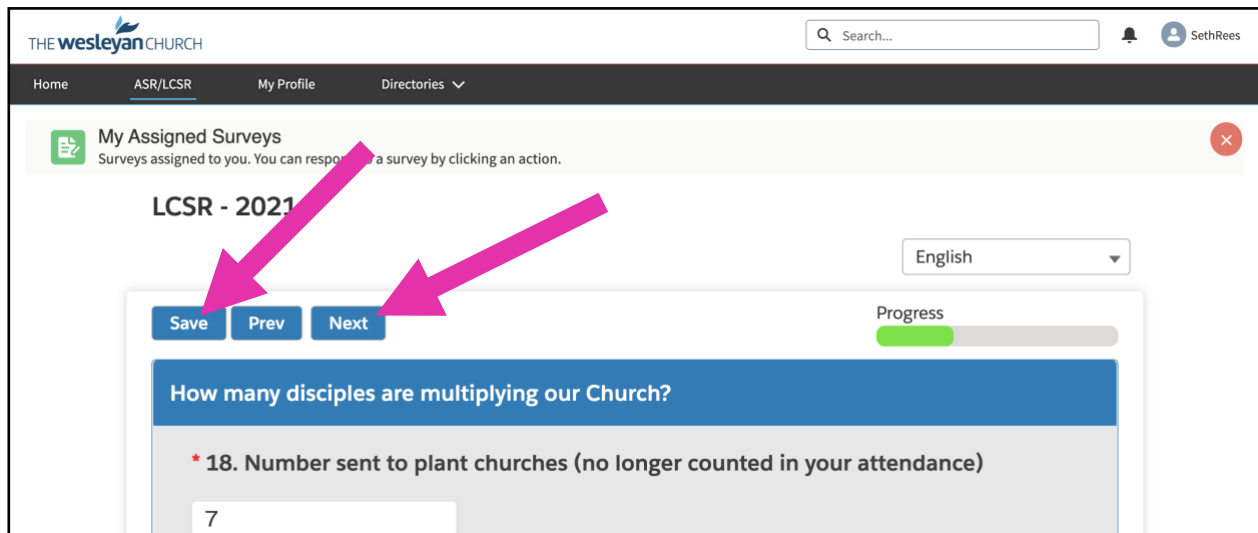 THE wesleyan CHURCH
Search...
SethRees
Home ASR/LCSR My Profile Directories
My Assigned Surveys
Surveys assigned to you. You can a survey by clicking an action.
LCSR - 2021
English
Save Prev Next
Progress
How many disciples are multiplying our Church?
* 18. Number sent to plant churches (no longer counted in your attendance)
7